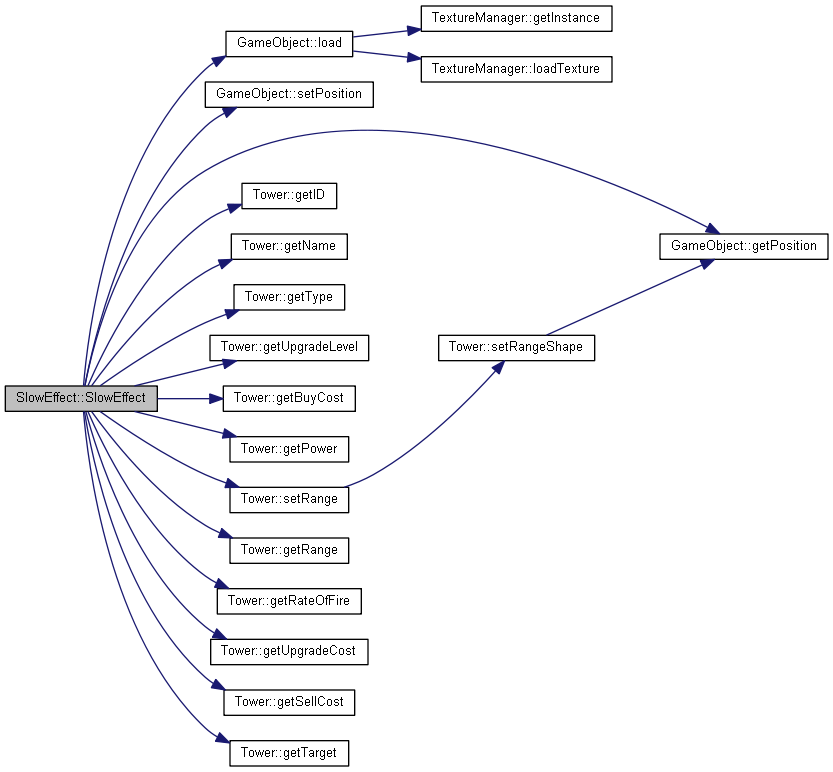 TextureManager::getInstance
GameObject::load
TextureManager::loadTexture
GameObject::setPosition
Tower::getID
Tower::getName
GameObject::getPosition
Tower::getType
Tower::getUpgradeLevel
Tower::setRangeShape
SlowEffect::SlowEffect
Tower::getBuyCost
Tower::getPower
Tower::setRange
Tower::getRange
Tower::getRateOfFire
Tower::getUpgradeCost
Tower::getSellCost
Tower::getTarget